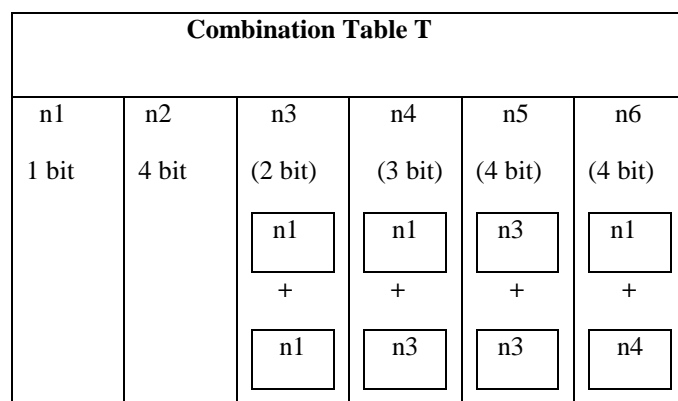 Combination Table T
n1 n2 n3 n4 n5 n6
1 bit 4 bit (2 bit) (3 bit) (4 bit) (4 bit)
n1 n1 n3 n1
+ + + +
n1 n3 n3 n4